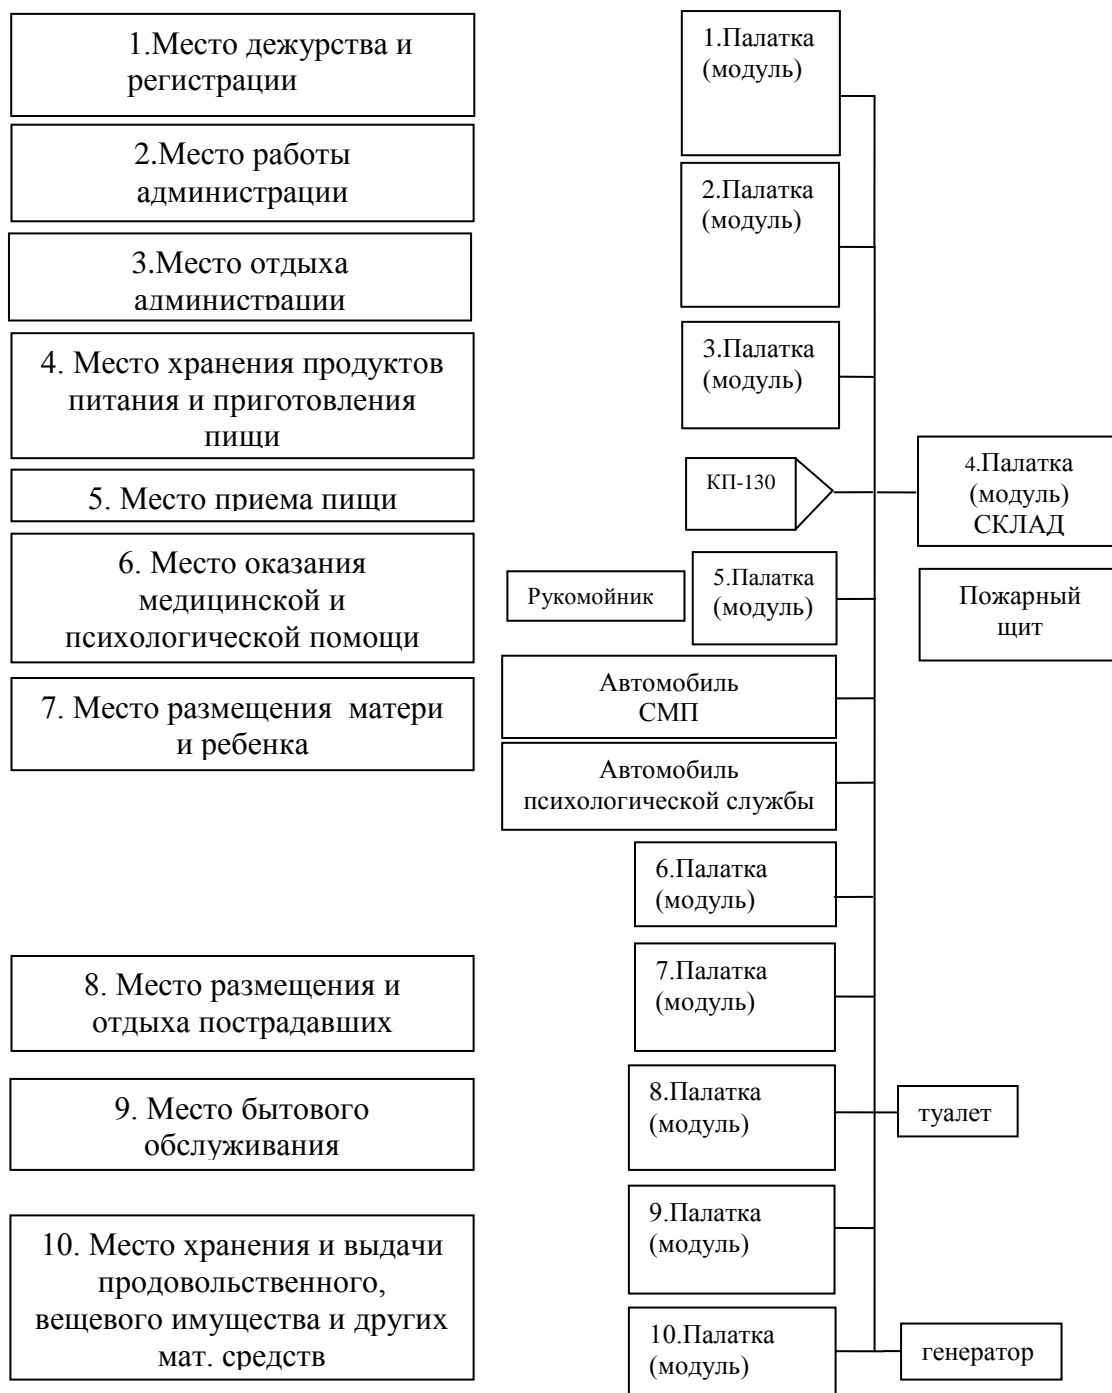 1.Место дежурства и
регистрации
2.Место работы
администрации
3.Место отдыха
администрации
4. Место хранения продуктов
питания и приготовления
пищи
5. Место приема пищи
6. Место оказания
медицинской и
психологической помощи
7. Место размещения матери
и ребенка
8. Место размещения и
отдыха пострадавших
9. Место бытового
обслуживания
10. Место хранения и выдачи
продовольственного,
вещевого имущества и других
мат. средств
1.Палатка
(модуль)
2.Палатка
(модуль)
3.Палатка
(модуль)
КП-130
4.Палатка
(модуль)
СКЛАД
Рукомойник
5.Палатка
(модуль)
Пожарный
щит
Автомобиль
СМП
Автомобиль
психологической службы
6.Палатка
(модуль)
7.Палатка
(модуль)
8.Палатка
(модуль)
туалет
9.Палатка
(модуль)
10.Палатка
(модуль)
генератор